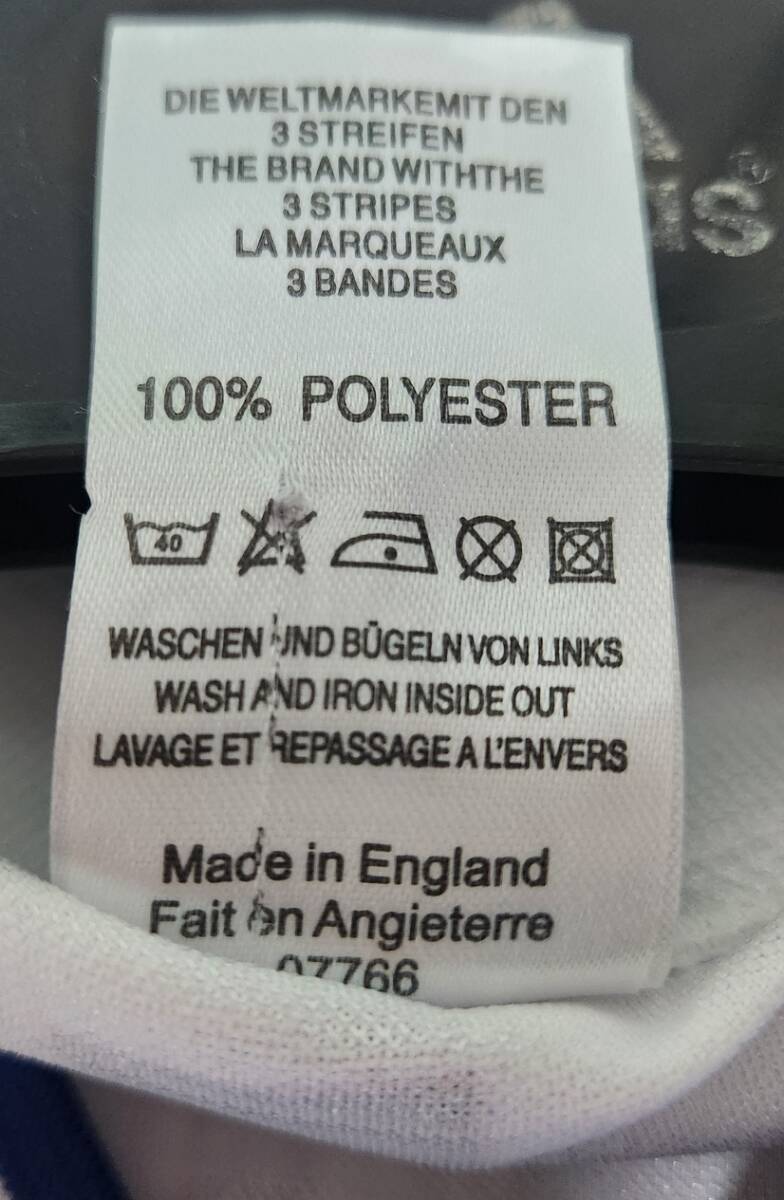 DIE WELTMARKEMIT DEN
3 STREIFEN
THE BRAND WITHTHE
3 STRIPES
LA MARQUEAUX
3 BANDES
100% POLYESTER
40
WASCHEN UND BÜGELN VON LINKS
WASH AND IRON INSIDE OUT
LAVAGE ET REPASSAGE A L'ENVERS
Made in England
Fait en Angieterre
07766